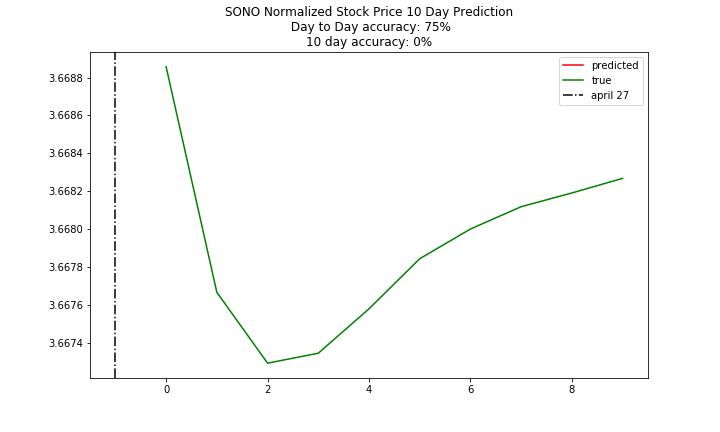 SONO Normalized Stock Price 10 Day Prediction
Day to Day accuracy: 75%
10 day accuracy: 0%
predicted
true
april 27
3.6688
3.6686
3.6684
3.6682
3.6680
3.6678
3.6676
3.6674
0 2 4 6 8